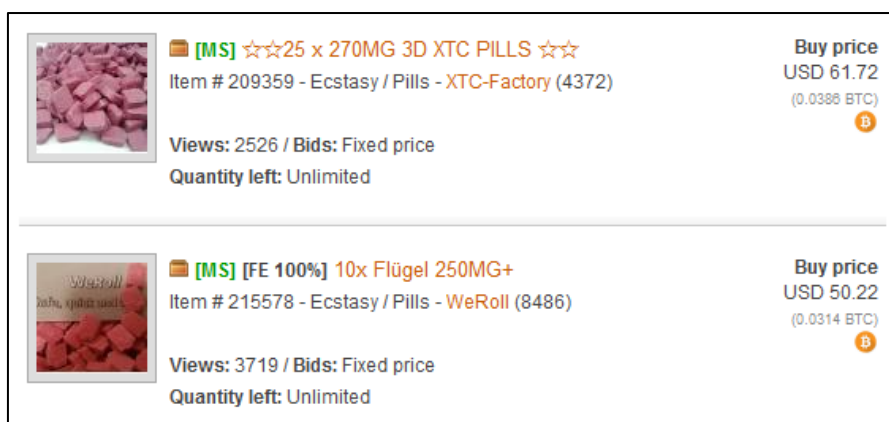 [MS] ☆☆25 x 270MG 3D XTC PILLS ☆☆
Item # 209359 - Ecstasy / Pills - XTC-Factory (4372)
Views: 2526 / Bids: Fixed price
Quantity left: Unlimited
Buy price
USD 61.72
(0.0386 BTC)
WeRoll
[MS] [FE 100%] 10x Flügel 250MG+
Item # 215578 - Ecstasy / Pills - WeRoll (8486)
Views: 3719 / Bids: Fixed price
Quantity left: Unlimited
Buy price
USD 50.22
(0.0314 BTC)